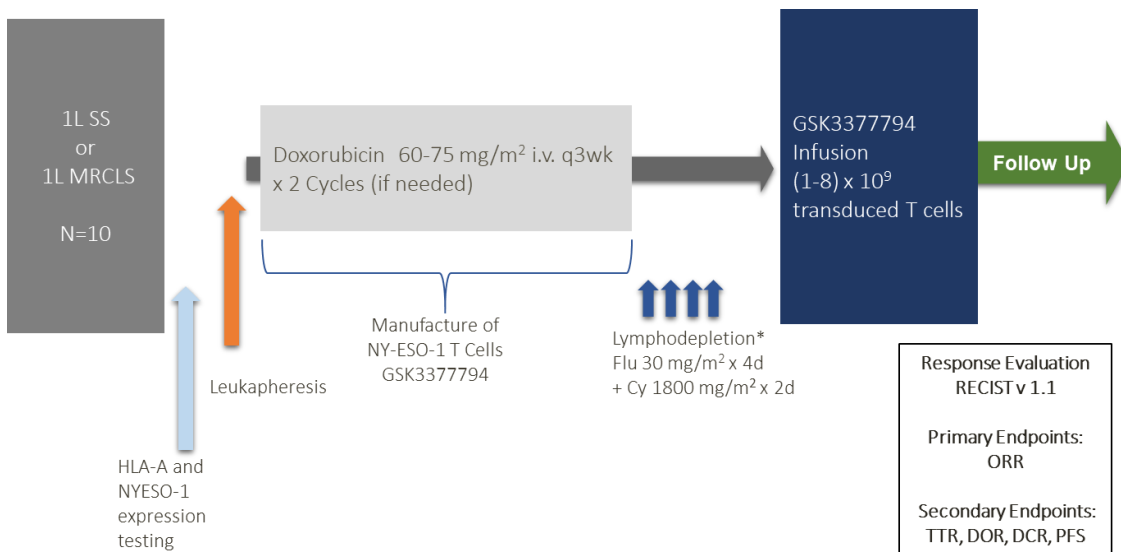 1L SS
or
1L MRCLS
N=10
HLA-A and
NYESO-1
expression
testing
Leukapheresis
Doxorubicin 60-75 mg/m² i.v. q3wk
x 2 Cycles (if needed)
Manufacture of
NY-ESO-1 T Cells
GSK3377794
Lymphodepletion*
Flu 30 mg/m² x 4d
+ Cy 1800 mg/m² x 2d
GSK3377794
Infusion
(1-8) x 10⁹
transduced T cells
Follow Up
Response Evaluation
RECIST v 1.1
Primary Endpoints:
ORR
Secondary Endpoints:
TTR, DOR, DCR, PFS